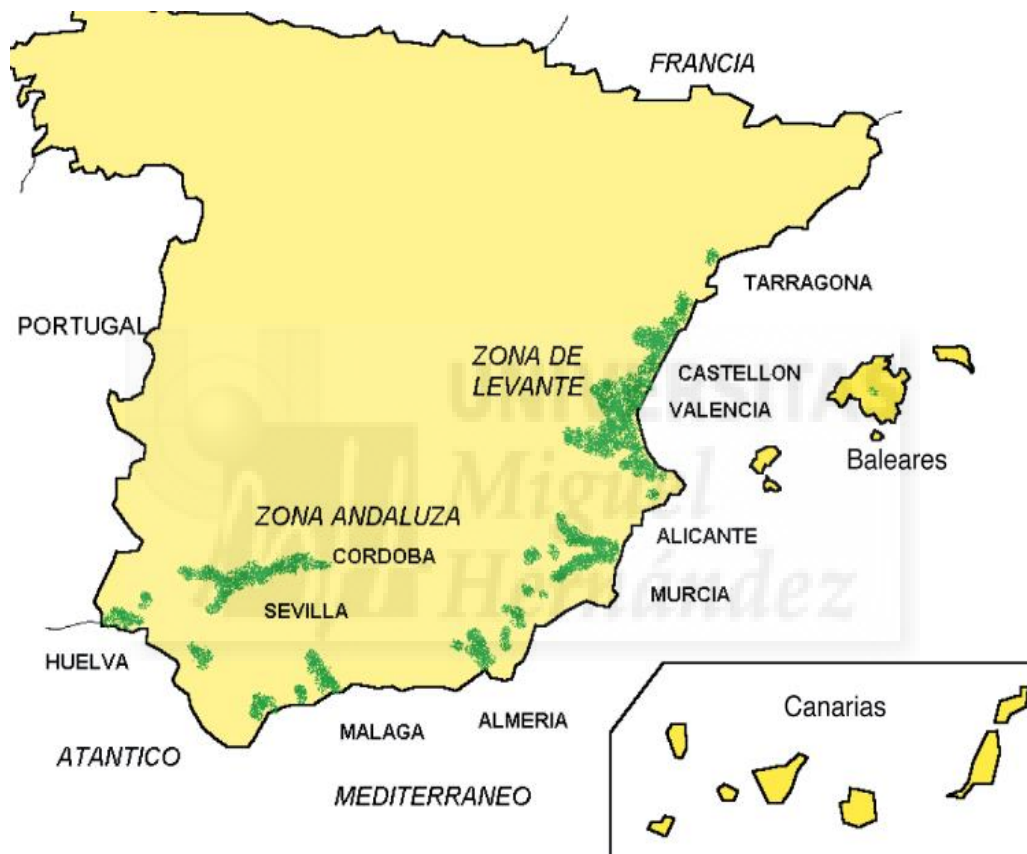 FRANCIA
TARRAGONA
PORTUGAL
ZONA DE
LEVANTE
CASTELLON
VALENCIA
Baleares
UNIVERSITA
Miguel
Hernández
ZONA ANDALUZA
CORDOBA
ALICANTE
SEVILLA
MURCIA
HUELVA
MALAGA
ALMERIA
ATANTICO
MEDITERRANEO
Canarias